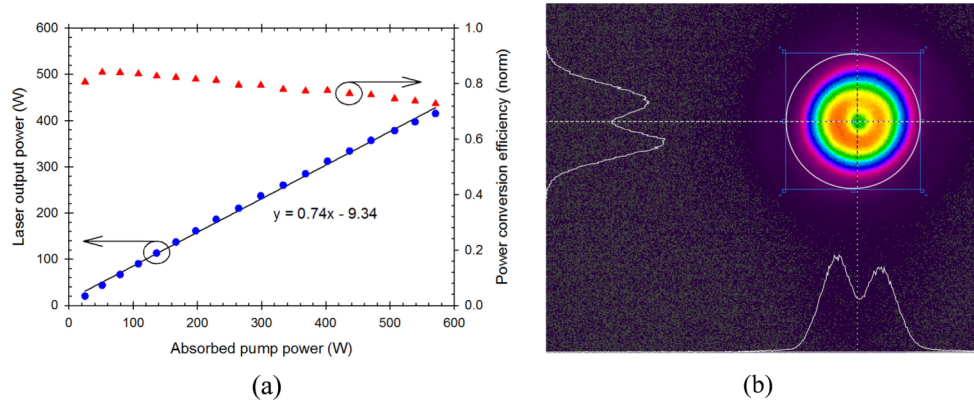 600
500
400
300
200
100
0
Laser output power (W)
1.0
0.8
0.6
0.4
0.2
0.0
Power conversion efficiency (norm)
y = 0.74x - 9.34
0 100 200 300 400 500 600
Absorbed pump power (W)
(a)
(b)